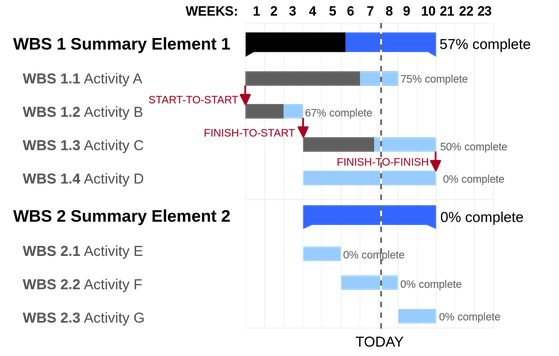 WEEKS: 1 2 3 4 5 6 7 8 9 10 21 22 23
WBS 1 Summary Element 1 57% complete
WBS 1.1 Activity A 75% complete
START-TO-START
WBS 1.2 Activity B 67% complete
FINISH-TO-START
WBS 1.3 Activity C 50% complete
FINISH-TO-FINISH
WBS 1.4 Activity D 0% complete
WBS 2 Summary Element 2 0% complete
WBS 2.1 Activity E 0% complete
WBS 2.2 Activity F 0% complete
WBS 2.3 Activity G 0% complete
TODAY